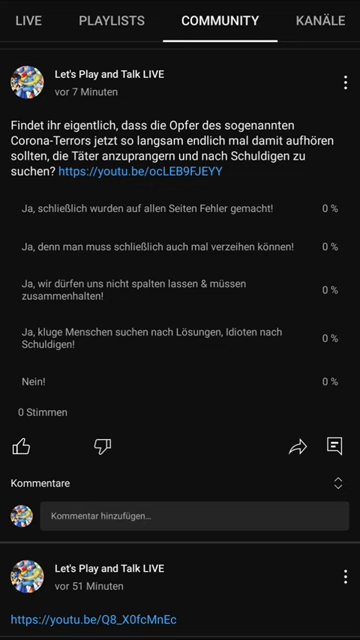 LIVE PLAYLISTS COMMUNITY KANÄLE
Let's Play and Talk LIVE
vor 7 Minuten
Findet ihr eigentlich, dass die Opfer des sogenannten
Corona-Terrors jetzt so langsam endlich mal damit aufhören
sollten, die Täter anzuprangern und nach Schuldigen zu
suchen? https://youtu.be/ocLEB9FJEYY
Ja, schließlich wurden auf allen Seiten Fehler gemacht! 0 %
Ja, denn man muss schließlich auch mal verzeihen können! 0 %
Ja, wir dürfen uns nicht spalten lassen & müssen
zusammenhalten! 0 %
Ja, kluge Menschen suchen nach Lösungen, Idioten nach
Schuldigen! 0 %
Nein! 0 %
0 Stimmen
Kommentare
Kommentar hinzufügen...
Let's Play and Talk LIVE
vor 51 Minuten
https://youtu.be/Q8_X0fcMnEc